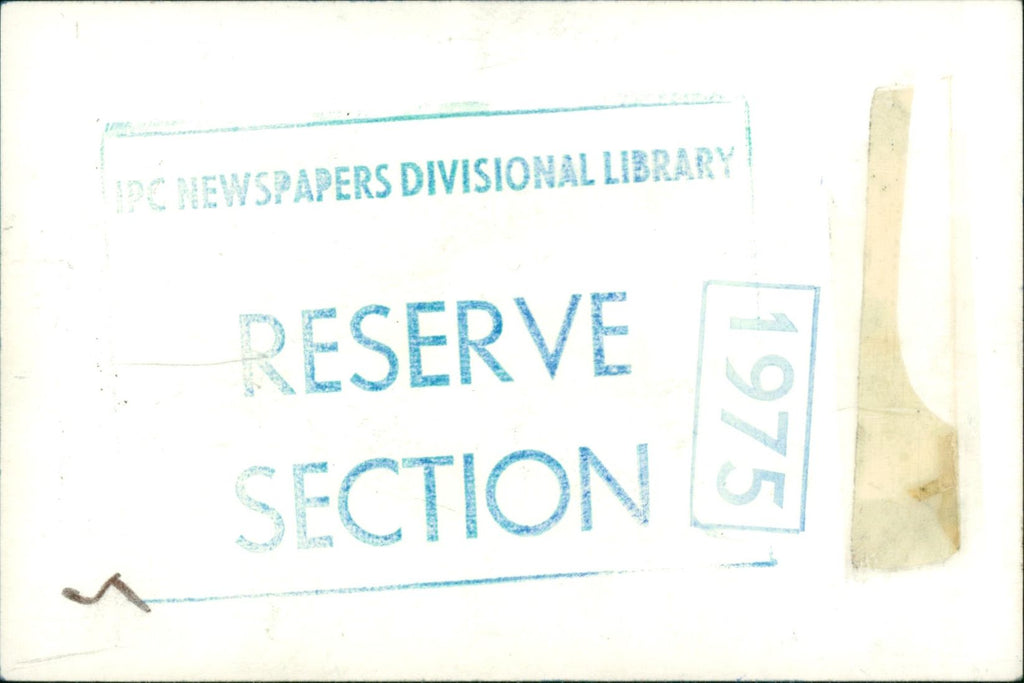 IPC NEWSPAPERS DIVISIONAL LIBRARY
RESERVE
SECTION
1975